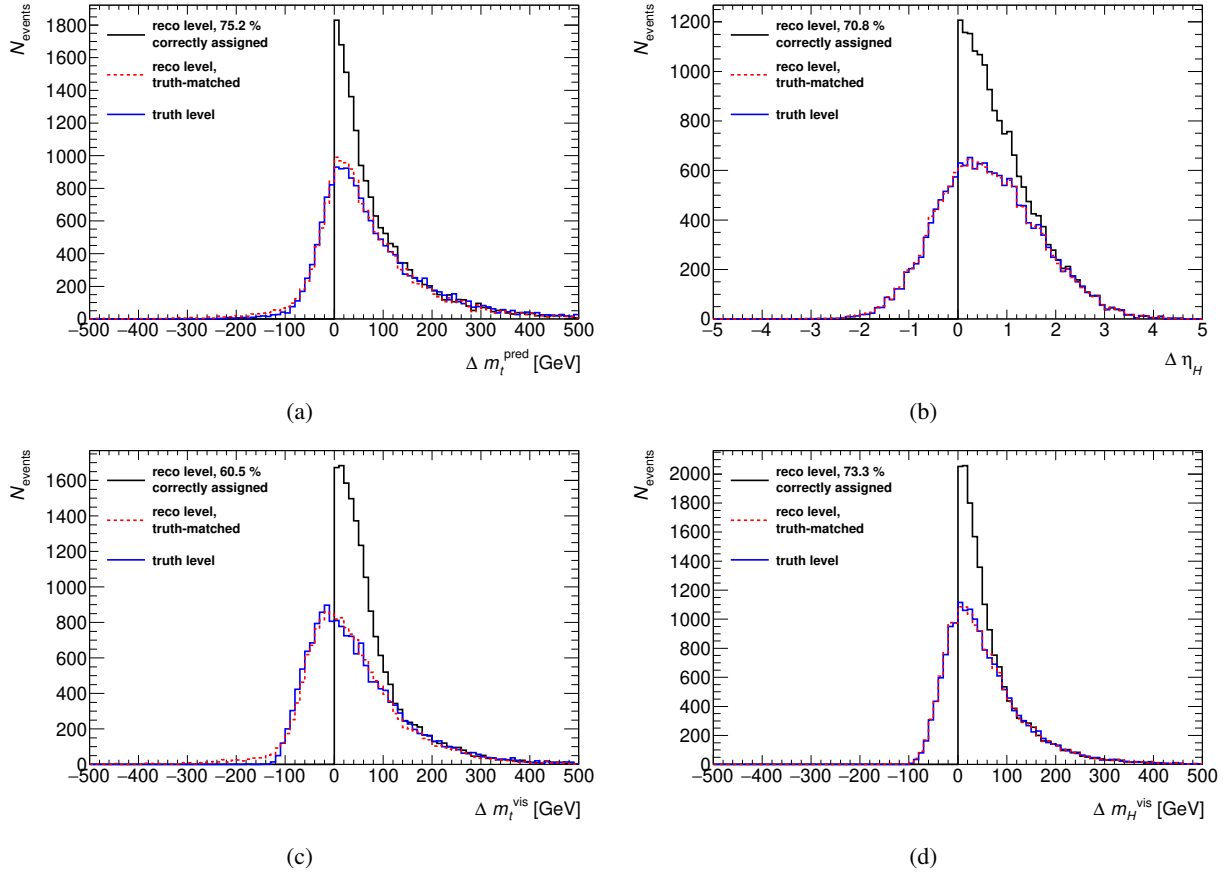 N_events
1800
1600
1400
1200
1000
800
600
400
200
0
reco level, 75.2 %
correctly assigned
reco level,
truth-matched
truth level
−500 −400 −300 −200 −100 0 100 200 300 400 500
Δ m_t^pred [GeV]
(a)
N_events
1200
1000
800
600
400
200
0
reco level, 70.8 %
correctly assigned
reco level,
truth-matched
truth level
−5 −4 −3 −2 −1 0 1 2 3 4 5
Δ η_H
(b)
N_events
1600
1400
1200
1000
800
600
400
200
0
reco level, 60.5 %
correctly assigned
reco level,
truth-matched
truth level
−500 −400 −300 −200 −100 0 100 200 300 400 500
Δ m_t^vis [GeV]
(c)
N_events
2000
1800
1600
1400
1200
1000
800
600
400
200
0
reco level, 73.3 %
correctly assigned
reco level,
truth-matched
truth level
−500 −400 −300 −200 −100 0 100 200 300 400 500
Δ m_H^vis [GeV]
(d)